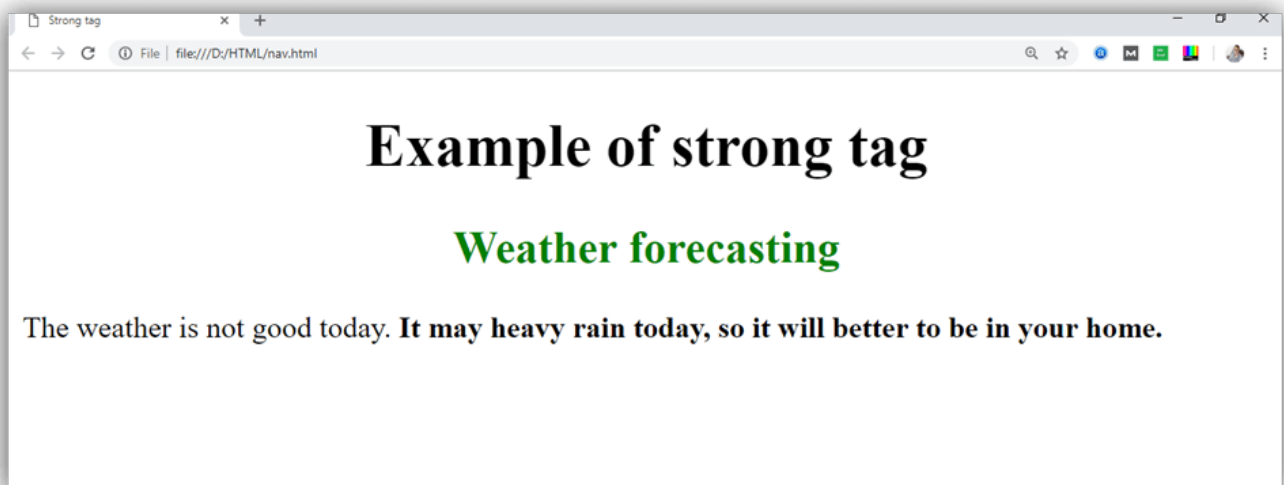 Strong tag
File | file:///D:/HTML/nav.html
Example of strong tag
Weather forecasting
The weather is not good today. It may heavy rain today, so it will better to be in your home.